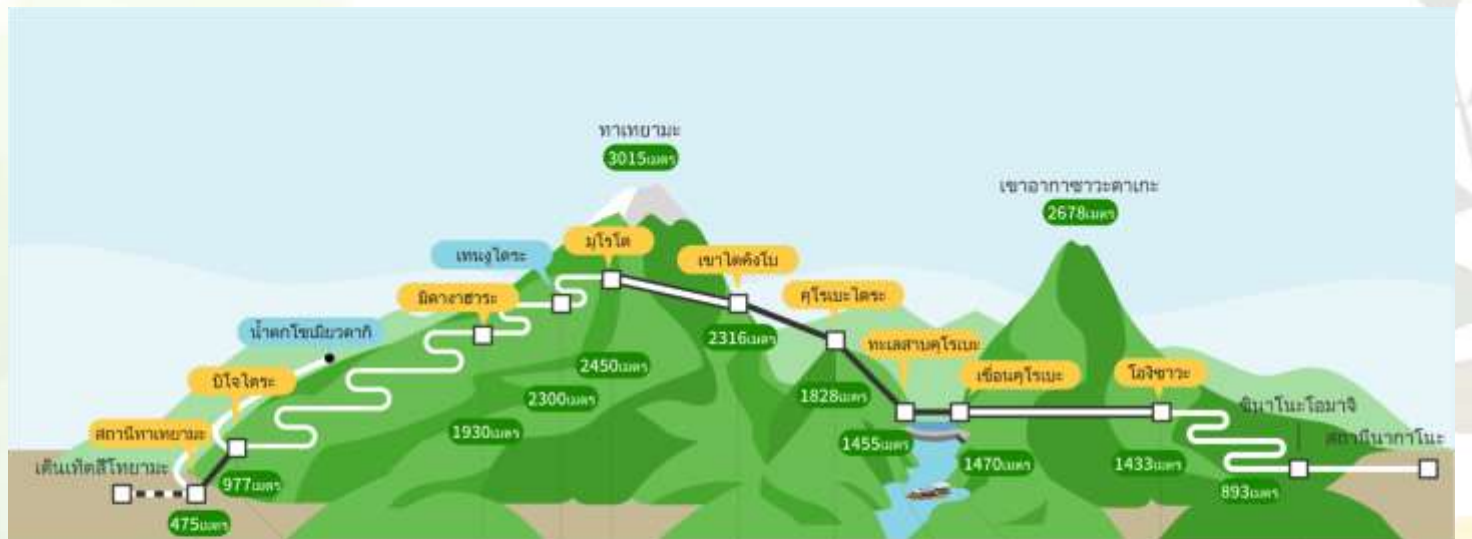 ทาเทยามะ
3015เมตร
เขาอากาซาวะดาเกะ
2678เมตร
มุโรโต
เทนงูไดระ
เขาไดคังโบ
มิดางาฮาระ
คุโรเบะไดระ
น้ำตกโชเมียวดากิ
2316เมตร
ทะเลสาบคุโรเบะ
2450เมตร
บิโจไดระ
เขื่อนคุโรเบะ
โอกิซาวะ
1828เมตร
2300เมตร
ชินาโนะโอมาจิ
สถานีทาเทยามะ
1930เมตร
สถานีนากาโนะ
1455เมตร
เด็นเท็ตสึโทยามะ
1470เมตร
1433เมตร
977เมตร
893เมตร
475เมตร